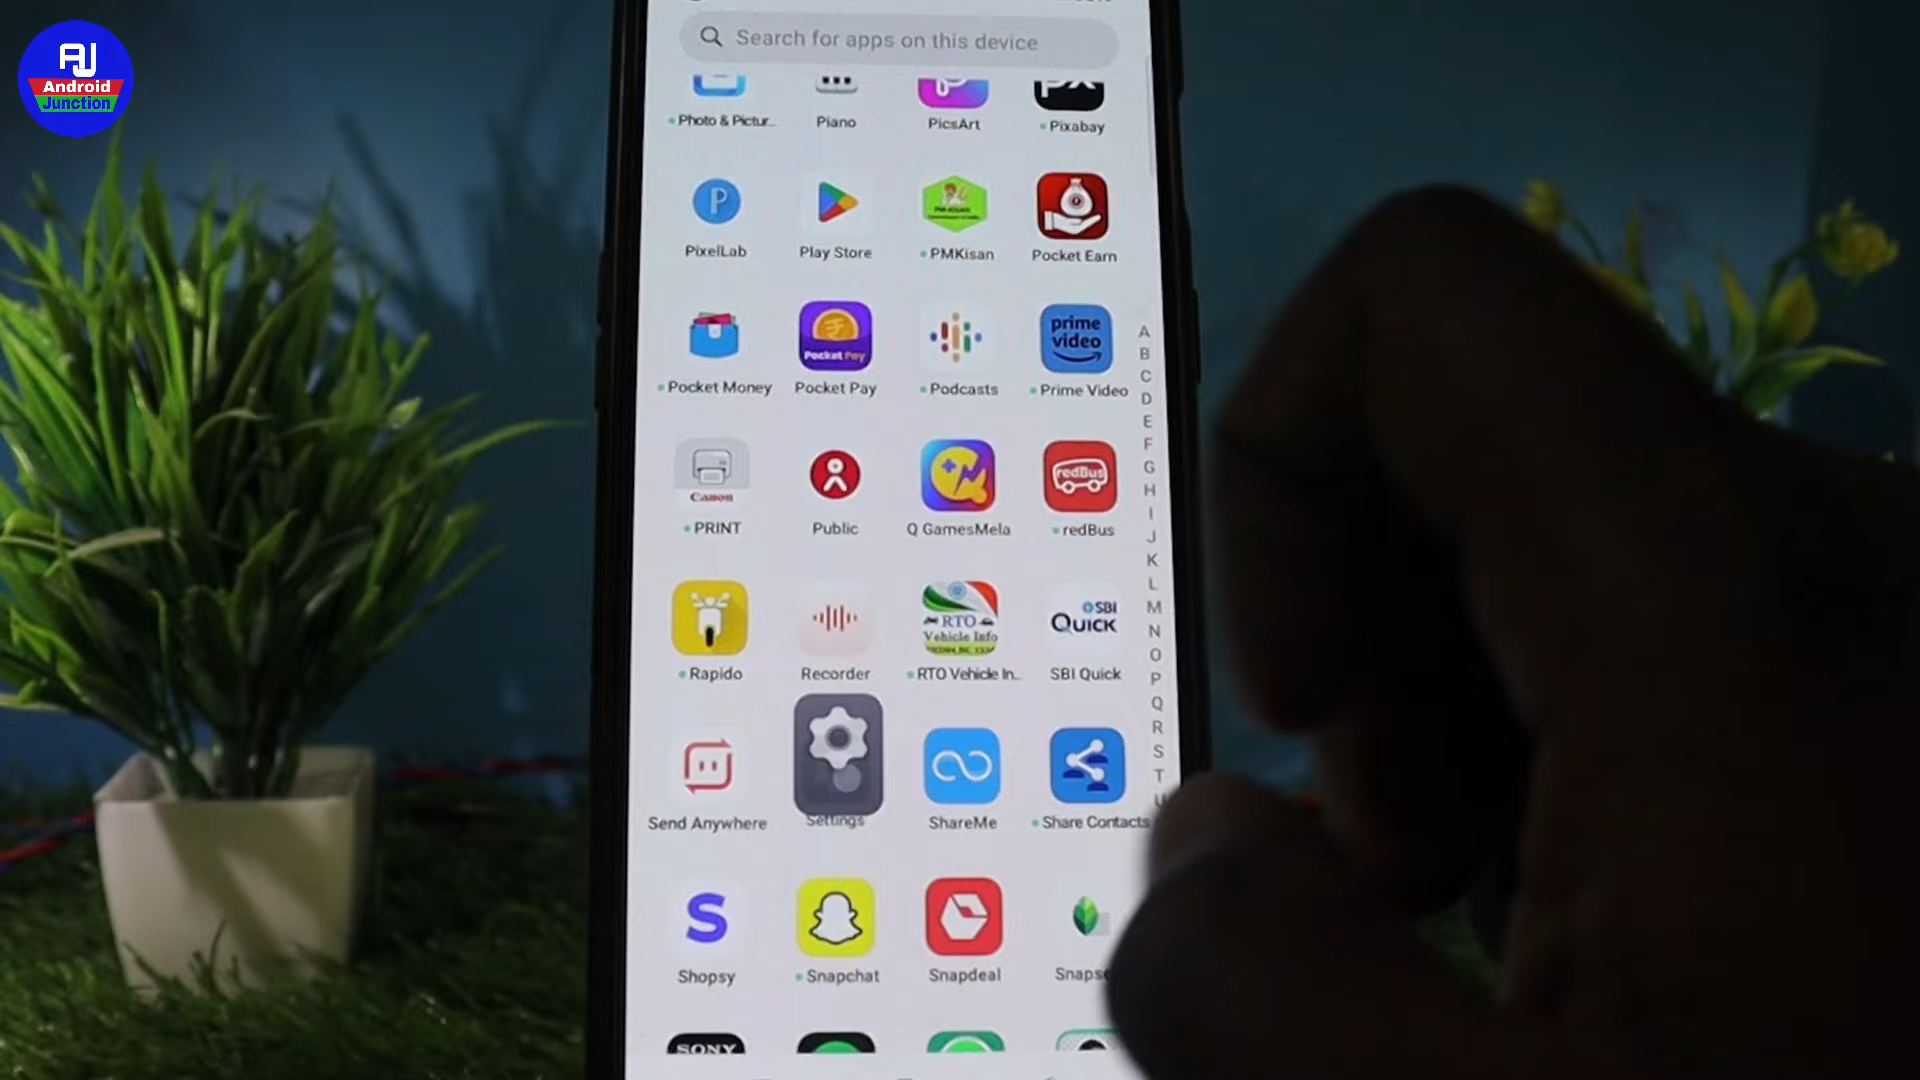 AJ
Android
Junction
Search for apps on this device
Photo & Pictur...
Piano
PicsArt
Pixabay
PixelLab
Play Store
PMKisan
Pocket Earn
Pocket Pay
prime video
Pocket Money
Pocket Pay
Podcasts
Prime Video
Canon
redBus
PRINT
Public
Q GamesMela
redBus
RTO
Vehicle Info
SBI
QUICK
Rapido
Recorder
RTO Vehicle In...
SBI Quick
Send Anywhere
Settings
ShareMe
Share Contacts
S
Shopsy
Snapchat
Snapdeal
SONY
A
B
C
D
E
F
G
H
I
J
K
L
M
N
O
P
Q
R
S
T
U